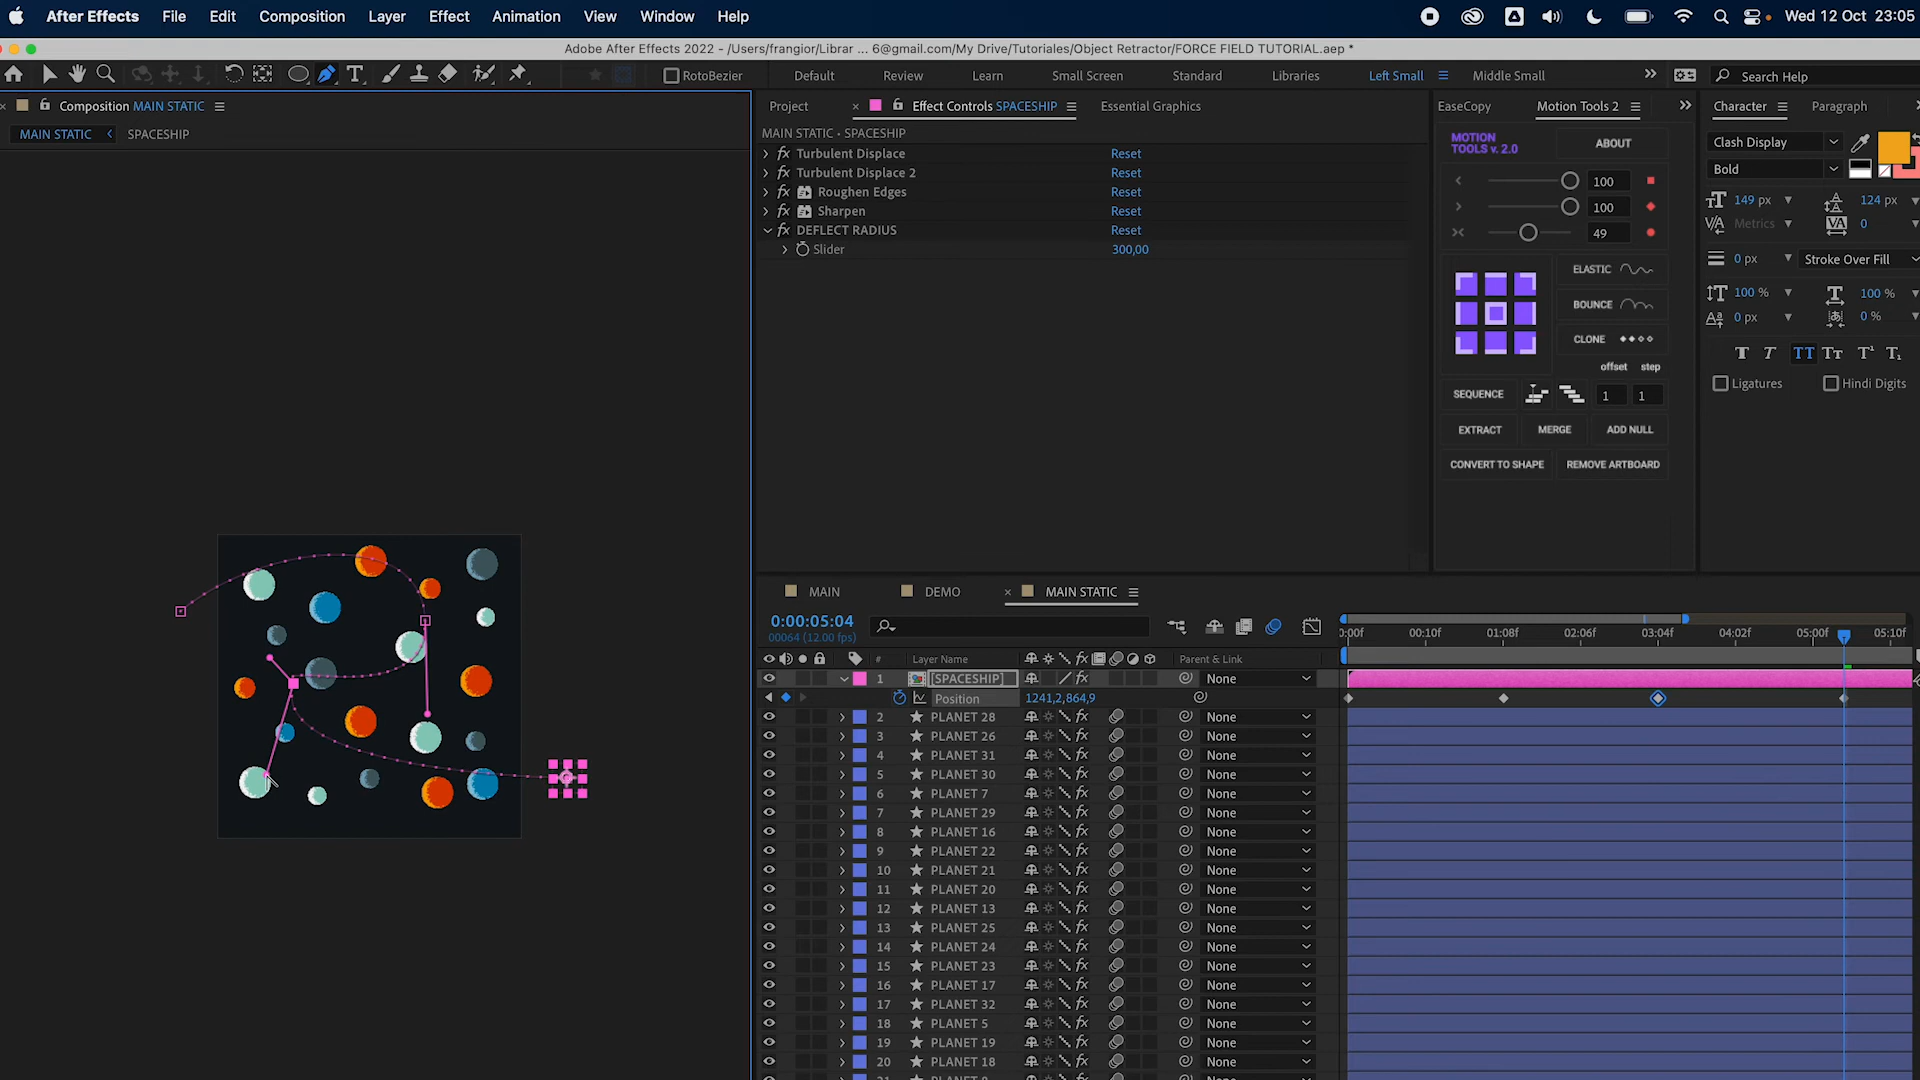 After Effects File Edit Composition Layer Effect Animation View Window Help Wed 12 Oct 23:05
Adobe After Effects 2022 - /Users/frangior/Librar ... 6@gmail.com/My Drive/Tutoriales/Object Retractor/FORCE FIELD TUTORIAL.aep *
RotoBezier Default Review Learn Small Screen Standard Libraries Left Small Middle Small Search Help
Composition MAIN STATIC
MAIN STATIC SPACESHIP
Project Effect Controls SPACESHIP Essential Graphics
MAIN STATIC • SPACESHIP
fx Turbulent Displace Reset
fx Turbulent Displace 2 Reset
fx Roughen Edges Reset
fx Sharpen Reset
fx DEFLECT RADIUS Reset
Slider 300,00
EaseCopy Motion Tools 2
MOTION TOOLS v. 2.0 ABOUT
100
100
49
ELASTIC
BOUNCE
CLONE
offset step
SEQUENCE 1 1
EXTRACT MERGE ADD NULL
CONVERT TO SHAPE REMOVE ARTBOARD
Character Paragraph
Clash Display
Bold
149 px 124 px
Metrics 0
0 px Stroke Over Fill
100 % 100 %
0 px 0 %
T T TT Tt T¹ T₁
Ligatures Hindi Digits
MAIN DEMO MAIN STATIC
0:00:05:04
00064 (12.00 fps)
0:00f 00:10f 01:08f 02:06f 03:04f 04:02f 05:00f 05:10f
# Layer Name Parent & Link
1 [SPACESHIP] None
Position 1241,2,864,9
2 PLANET 28 None
3 PLANET 26 None
4 PLANET 31 None
5 PLANET 30 None
6 PLANET 7 None
7 PLANET 29 None
8 PLANET 16 None
9 PLANET 22 None
10 PLANET 21 None
11 PLANET 20 None
12 PLANET 13 None
13 PLANET 25 None
14 PLANET 24 None
15 PLANET 23 None
16 PLANET 17 None
17 PLANET 32 None
18 PLANET 5 None
19 PLANET 19 None
20 PLANET 18 None